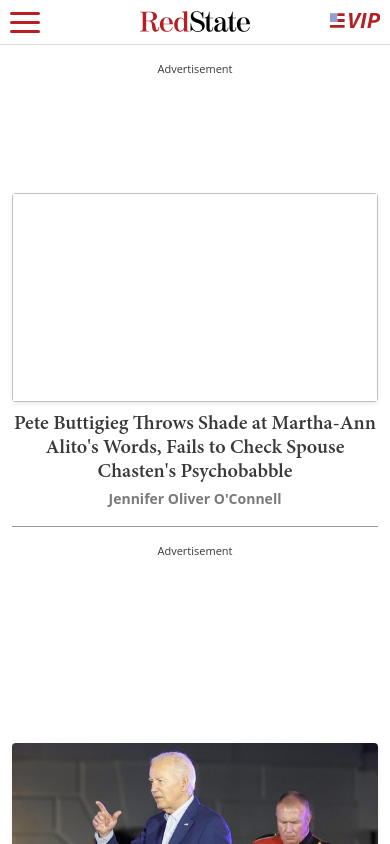 RedState
VIP
Advertisement
Pete Buttigieg Throws Shade at Martha-Ann
Alito's Words, Fails to Check Spouse
Chasten's Psychobabble
Jennifer Oliver O'Connell
Advertisement